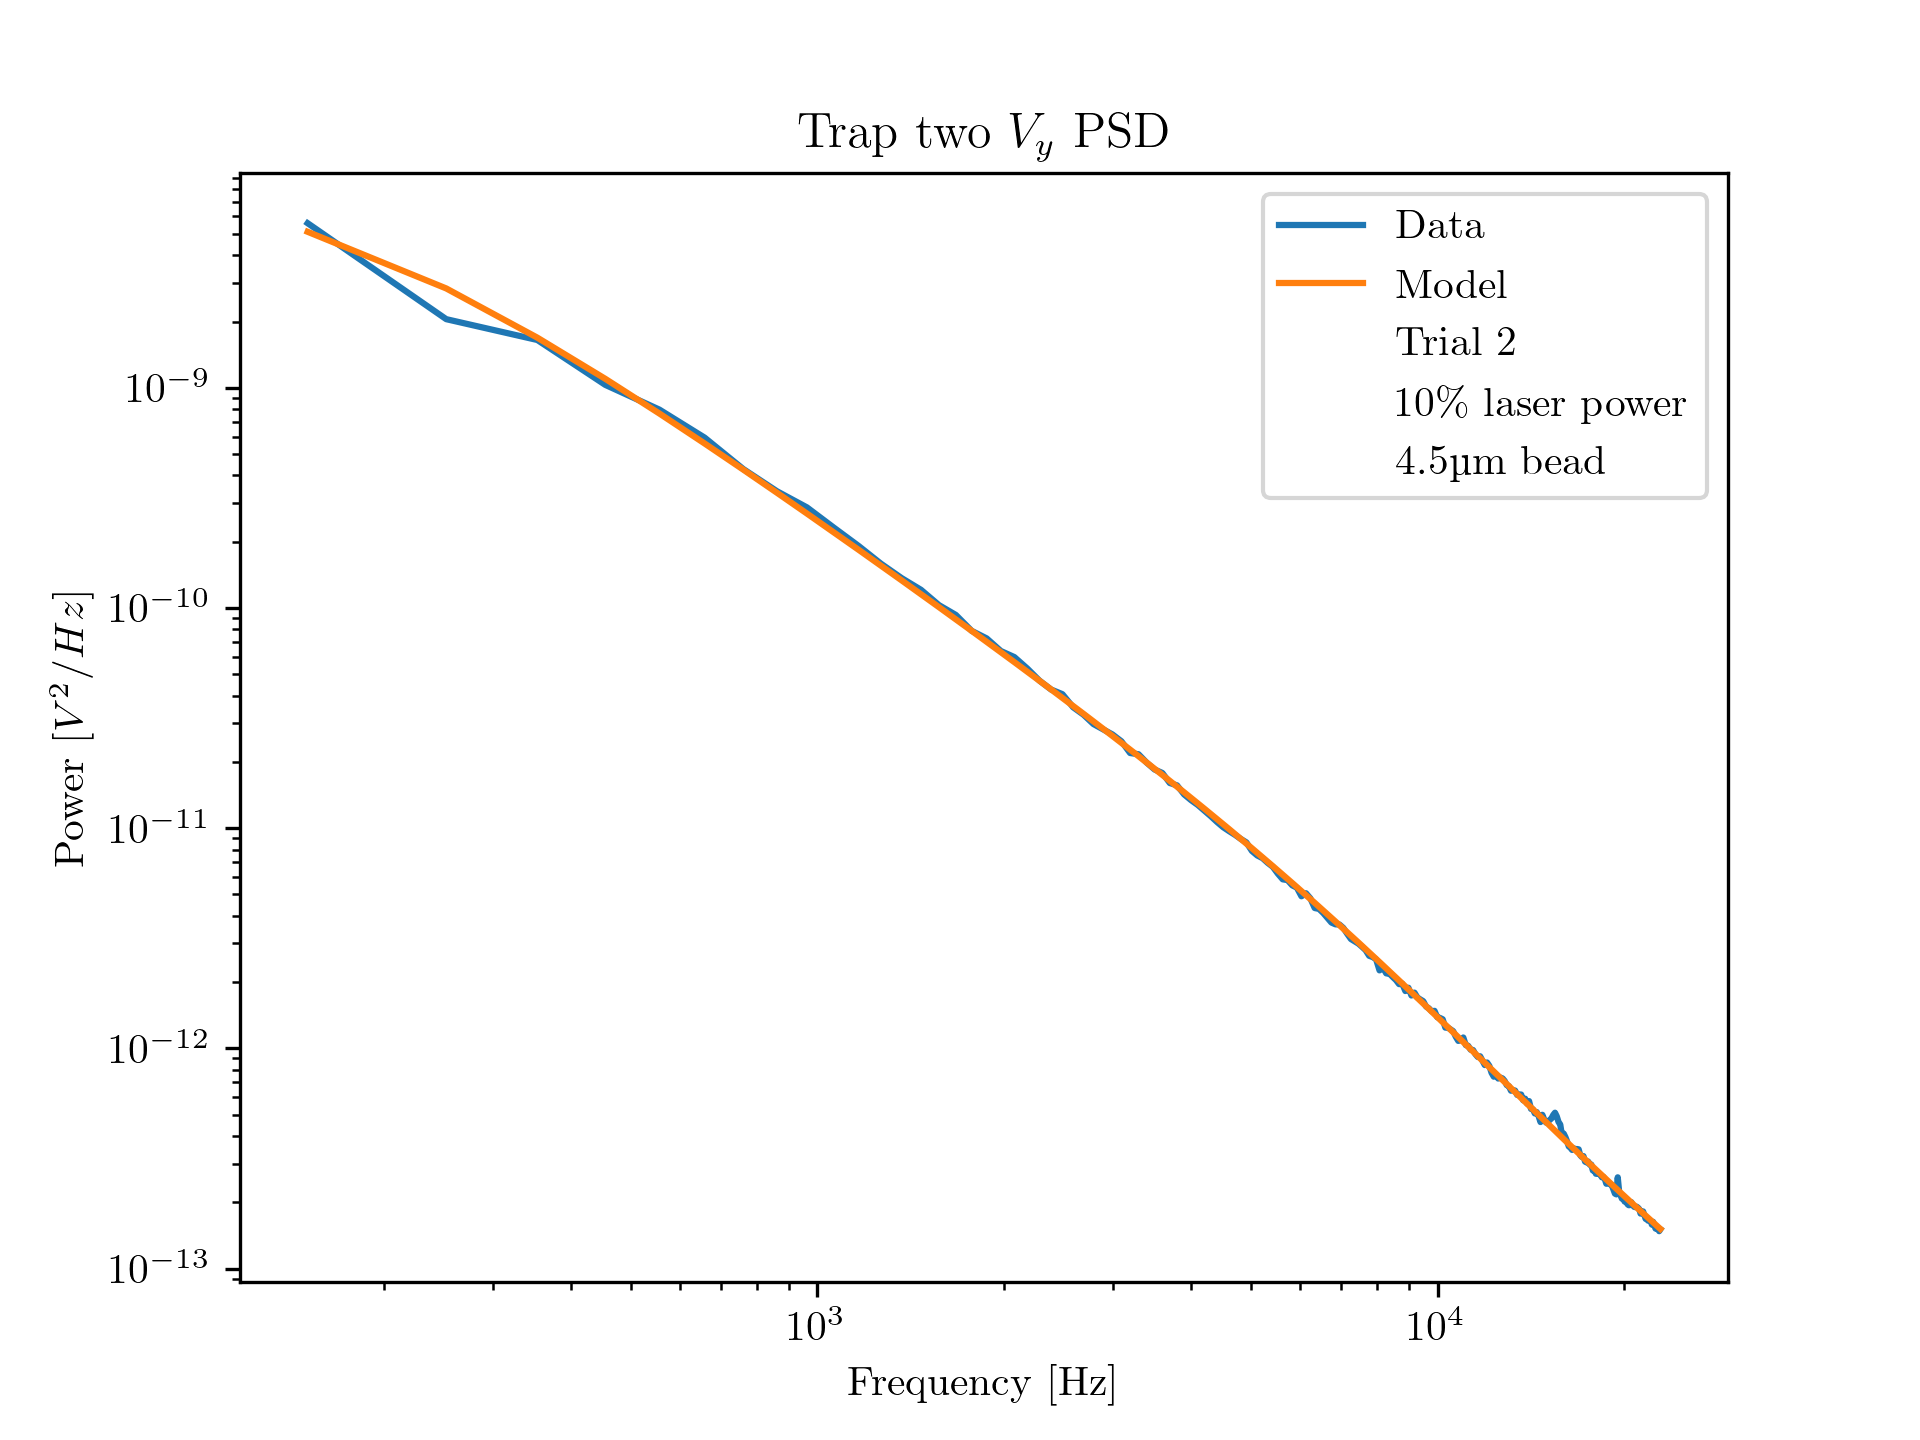 Trap two $V_y$ PSD
Data
Model
Trial 2
10% laser power
4.5µm bead
Power [$V^2/Hz$]
$10^{-9}$
$10^{-10}$
$10^{-11}$
$10^{-12}$
$10^{-13}$
$10^3$ $10^4$
Frequency [Hz]